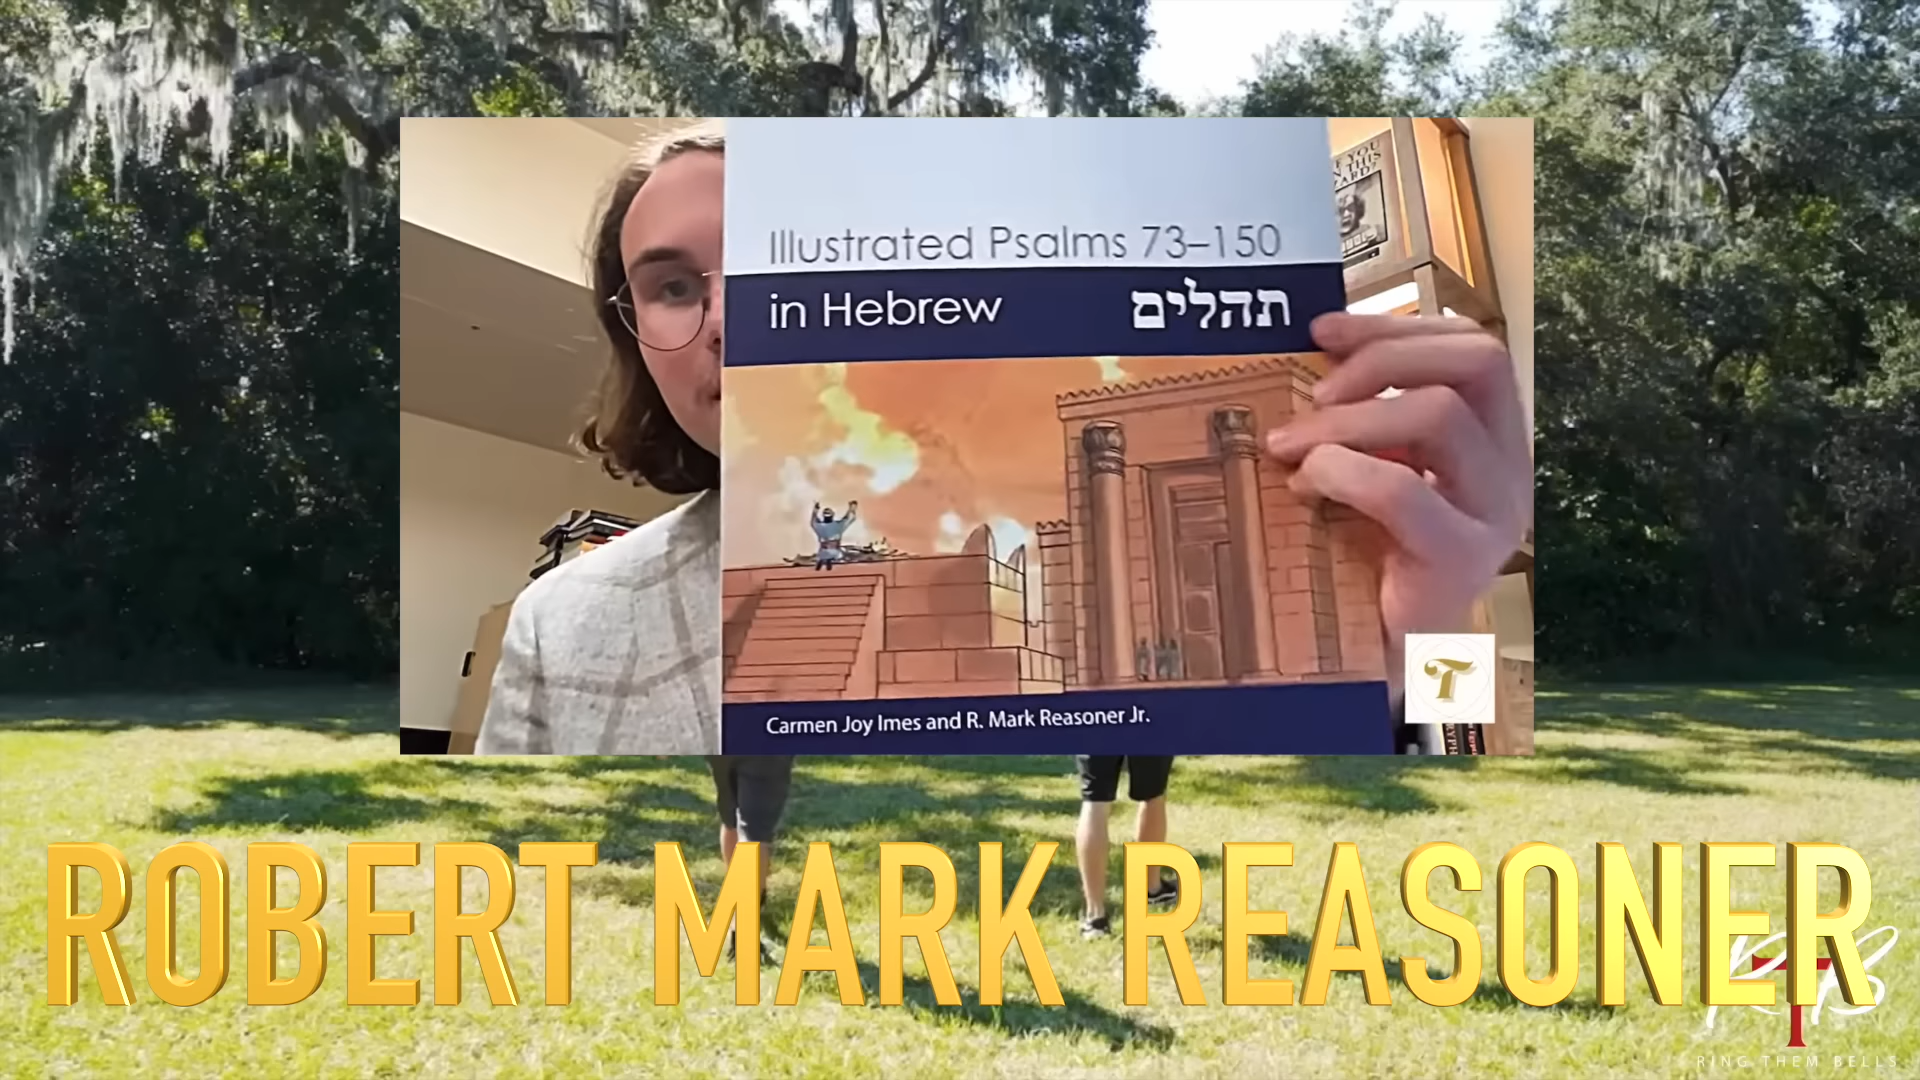 Illustrated Psalms 73–150
in Hebrew תהלים
Carmen Joy Imes and R. Mark Reasoner Jr.
T
ROBERT MARK REASONER
RTB
RING THEM BELLS